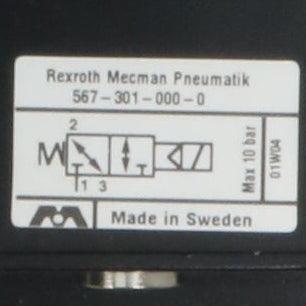 Rexroth Mecman Pneumatik
567-301-000-0
2
1 3
Max 10 bar
01W04
Made in Sweden